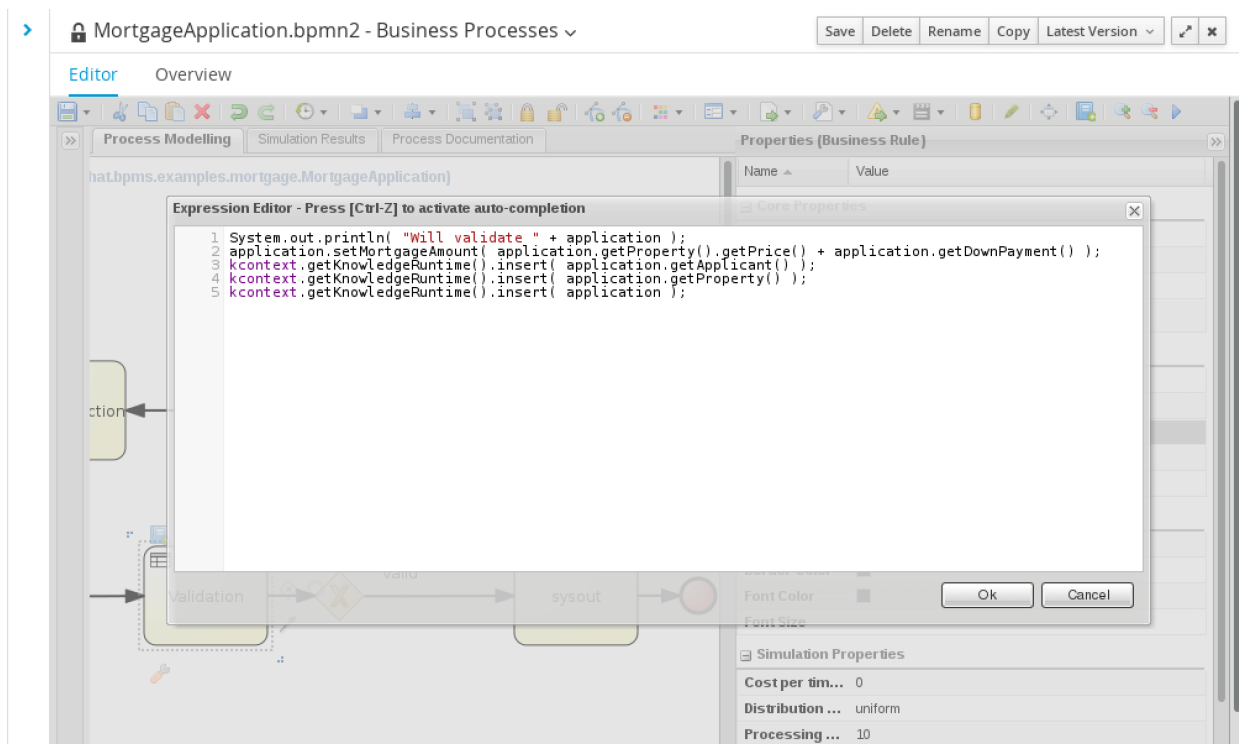 MortgageApplication.bpmn2 - Business Processes
Save Delete Rename Copy Latest Version
Editor Overview
Process Modelling Simulation Results Process Documentation
Properties (Business Rule)
hat.bpms.examples.mortgage.MortgageApplication)
Name Value
Core Properties
Expression Editor - Press [Ctrl-Z] to activate auto-completion
1 System.out.println( "Will validate " + application );
2 application.setMortgageAmount( application.getProperty().getPrice() + application.getDownPayment() );
3 kcontext.getKnowledgeRuntime().insert( application.getApplicant() );
4 kcontext.getKnowledgeRuntime().insert( application.getProperty() );
5 kcontext.getKnowledgeRuntime().insert( application );
ction
valid
Validation
sysout
Border Color
Ok Cancel
Font Color
Font Size
Simulation Properties
Cost per tim... 0
Distribution ... uniform
Processing ... 10